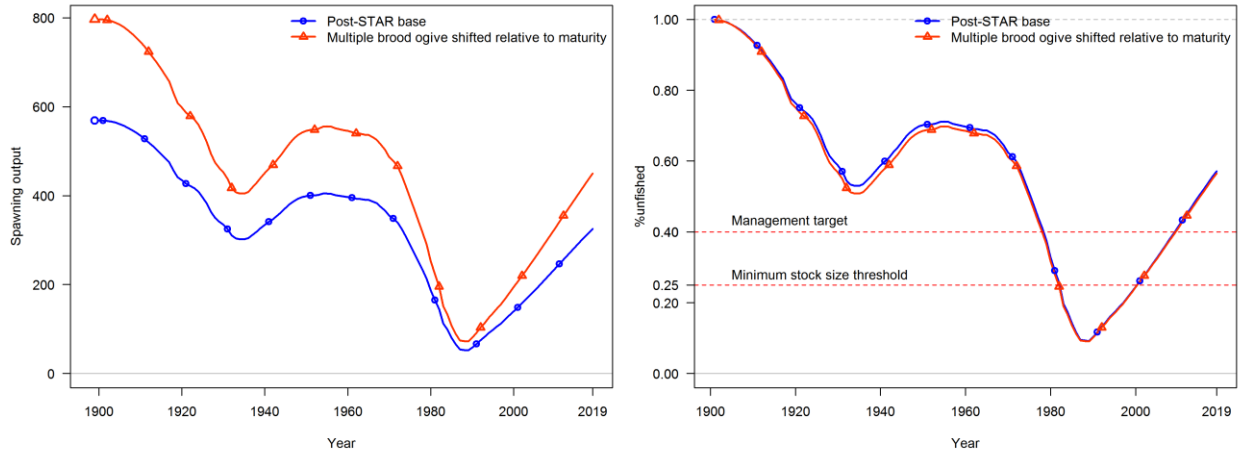 Post-STAR base
Multiple brood ogive shifted relative to maturity
Spawning output
800
600
400
200
0
1900
1920
1940
1960
1980
2000
2019
Year
Post-STAR base
Multiple brood ogive shifted relative to maturity
%unfished
1.00
0.80
0.60
0.40
0.25
0.20
0.00
Management target
Minimum stock size threshold
1900
1920
1940
1960
1980
2000
2019
Year